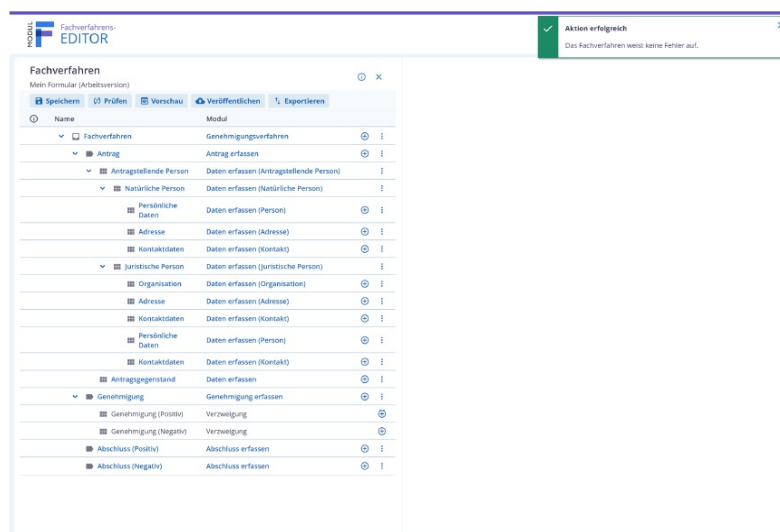 MODUL
Fachverfahrens-
EDITOR
Aktion erfolgreich
Das Fachverfahren weist keine Fehler auf.
Fachverfahren
Mein Formular (Arbeitsversion)
Speichern Prüfen Vorschau Veröffentlichen Exportieren
Name Modul
Fachverfahren Genehmigungsverfahren
Antrag Antrag erfassen
Antragstellende Person Daten erfassen (Antragstellende Person)
Natürliche Person Daten erfassen (Natürliche Person)
Persönliche
Daten Daten erfassen (Person)
Adresse Daten erfassen (Adresse)
Kontaktdaten Daten erfassen (Kontakt)
Juristische Person Daten erfassen (Juristische Person)
Organisation Daten erfassen (Organisation)
Adresse Daten erfassen (Adresse)
Kontaktdaten Daten erfassen (Kontakt)
Persönliche
Daten Daten erfassen (Person)
Kontaktdaten Daten erfassen (Kontakt)
Antragsgegenstand Daten erfassen
Genehmigung Genehmigung erfassen
Genehmigung (Positiv) Verzweigung
Genehmigung (Negativ) Verzweigung
Abschluss (Positiv) Abschluss erfassen
Abschluss (Negativ) Abschluss erfassen